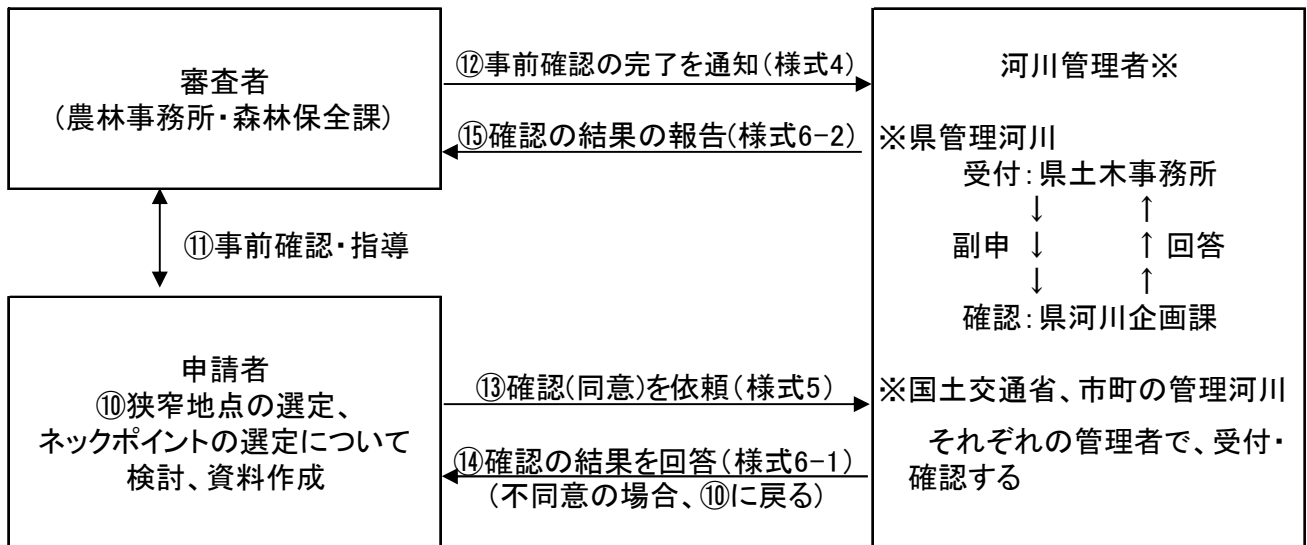 審査者
(農林事務所・森林保全課)
⑫事前確認の完了を通知(様式4)
⑮確認の結果の報告(様式6-2)
⑪事前確認・指導
申請者
⑩狭窄地点の選定、
ネックポイントの選定について
検討、資料作成
⑬確認(同意)を依頼(様式5)
⑭確認の結果を回答(様式6-1)
(不同意の場合、⑩に戻る)
河川管理者※
※県管理河川
受付:県土木事務所
↓ ↑
副申 ↓ ↑ 回答
↓ ↑
確認:県河川企画課
※国土交通省、市町の管理河川
それぞれの管理者で、受付・
確認する